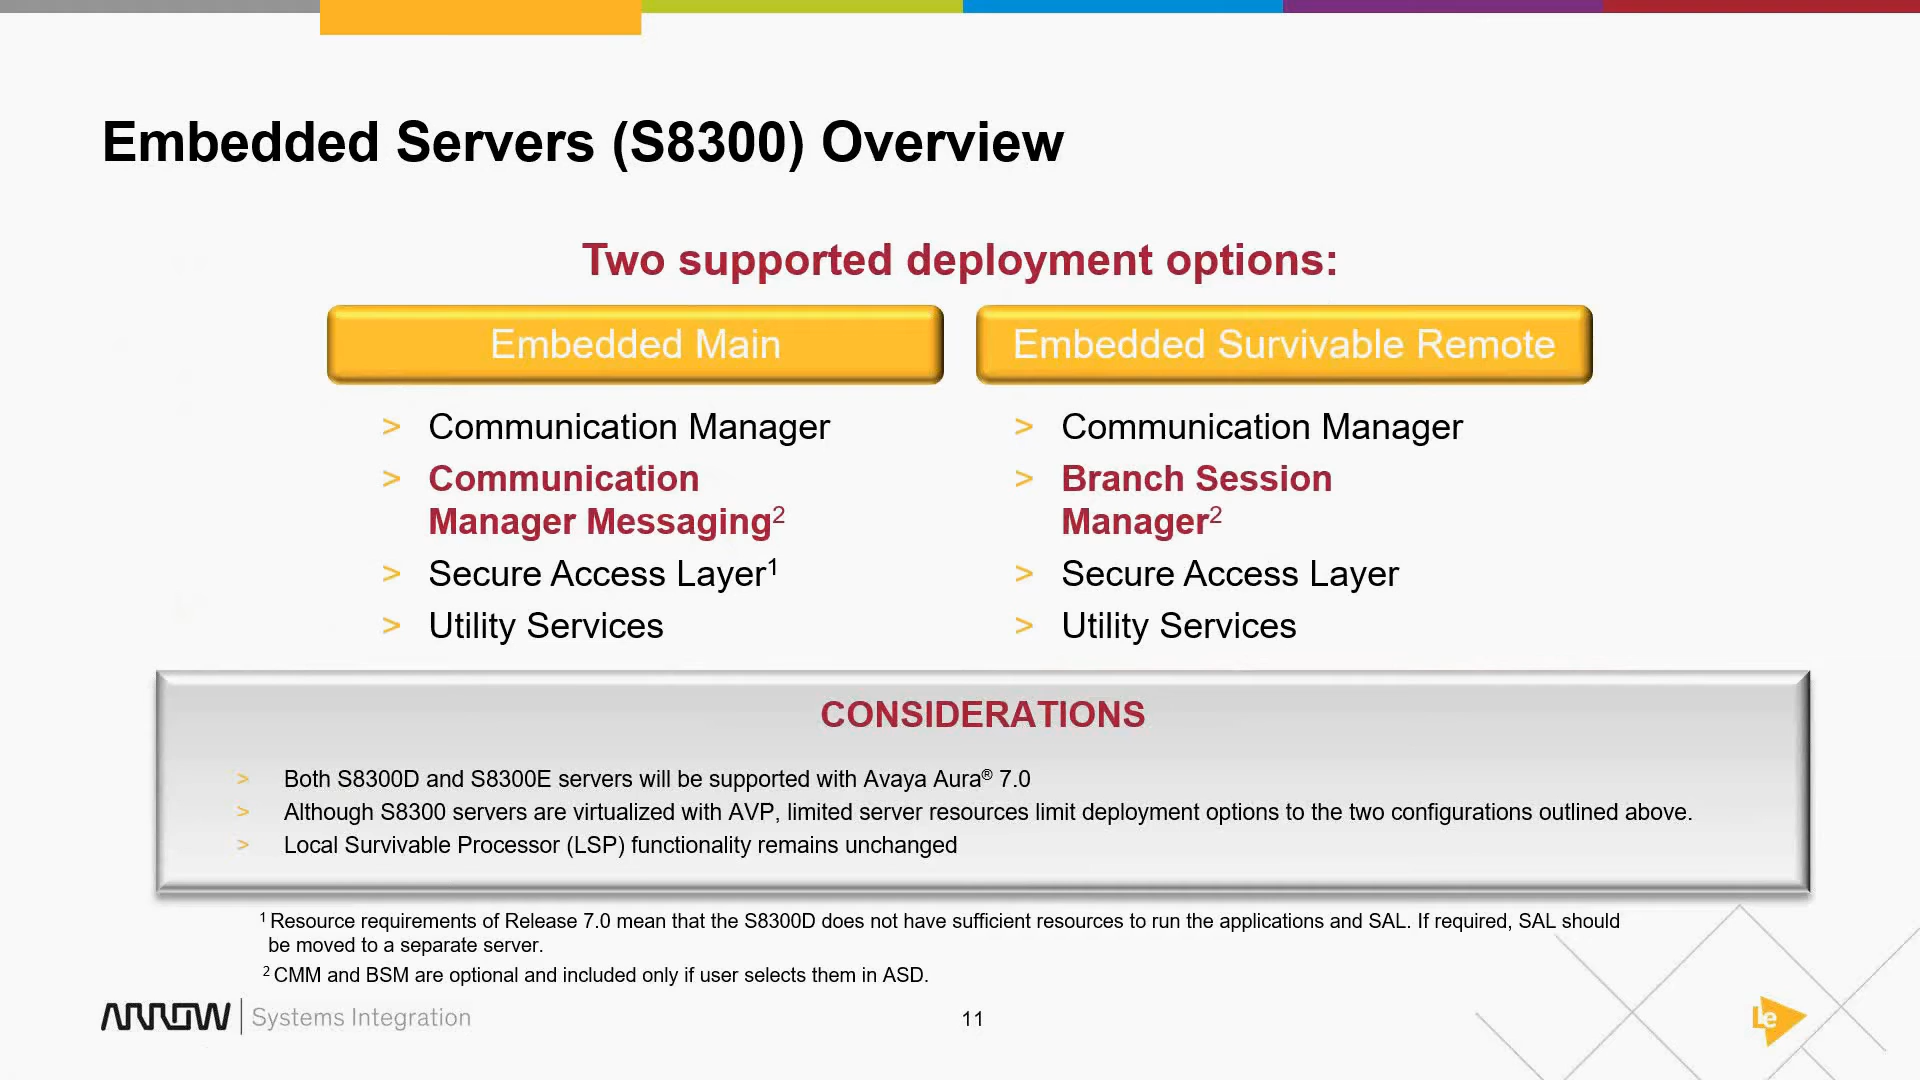 Embedded Servers (S8300) Overview
Two supported deployment options:
Embedded Main
> Communication Manager
> Communication
Manager Messaging2
> Secure Access Layer1
> Utility Services
Embedded Survivable Remote
> Communication Manager
> Branch Session
Manager2
> Secure Access Layer
> Utility Services
CONSIDERATIONS
> Both S8300D and S8300E servers will be supported with Avaya Aura® 7.0
> Although S8300 servers are virtualized with AVP, limited server resources limit deployment options to the two configurations outlined above.
> Local Survivable Processor (LSP) functionality remains unchanged
1 Resource requirements of Release 7.0 mean that the S8300D does not have sufficient resources to run the applications and SAL. If required, SAL should
be moved to a separate server.
2 CMM and BSM are optional and included only if user selects them in ASD.
ARROW | Systems Integration
11
Le